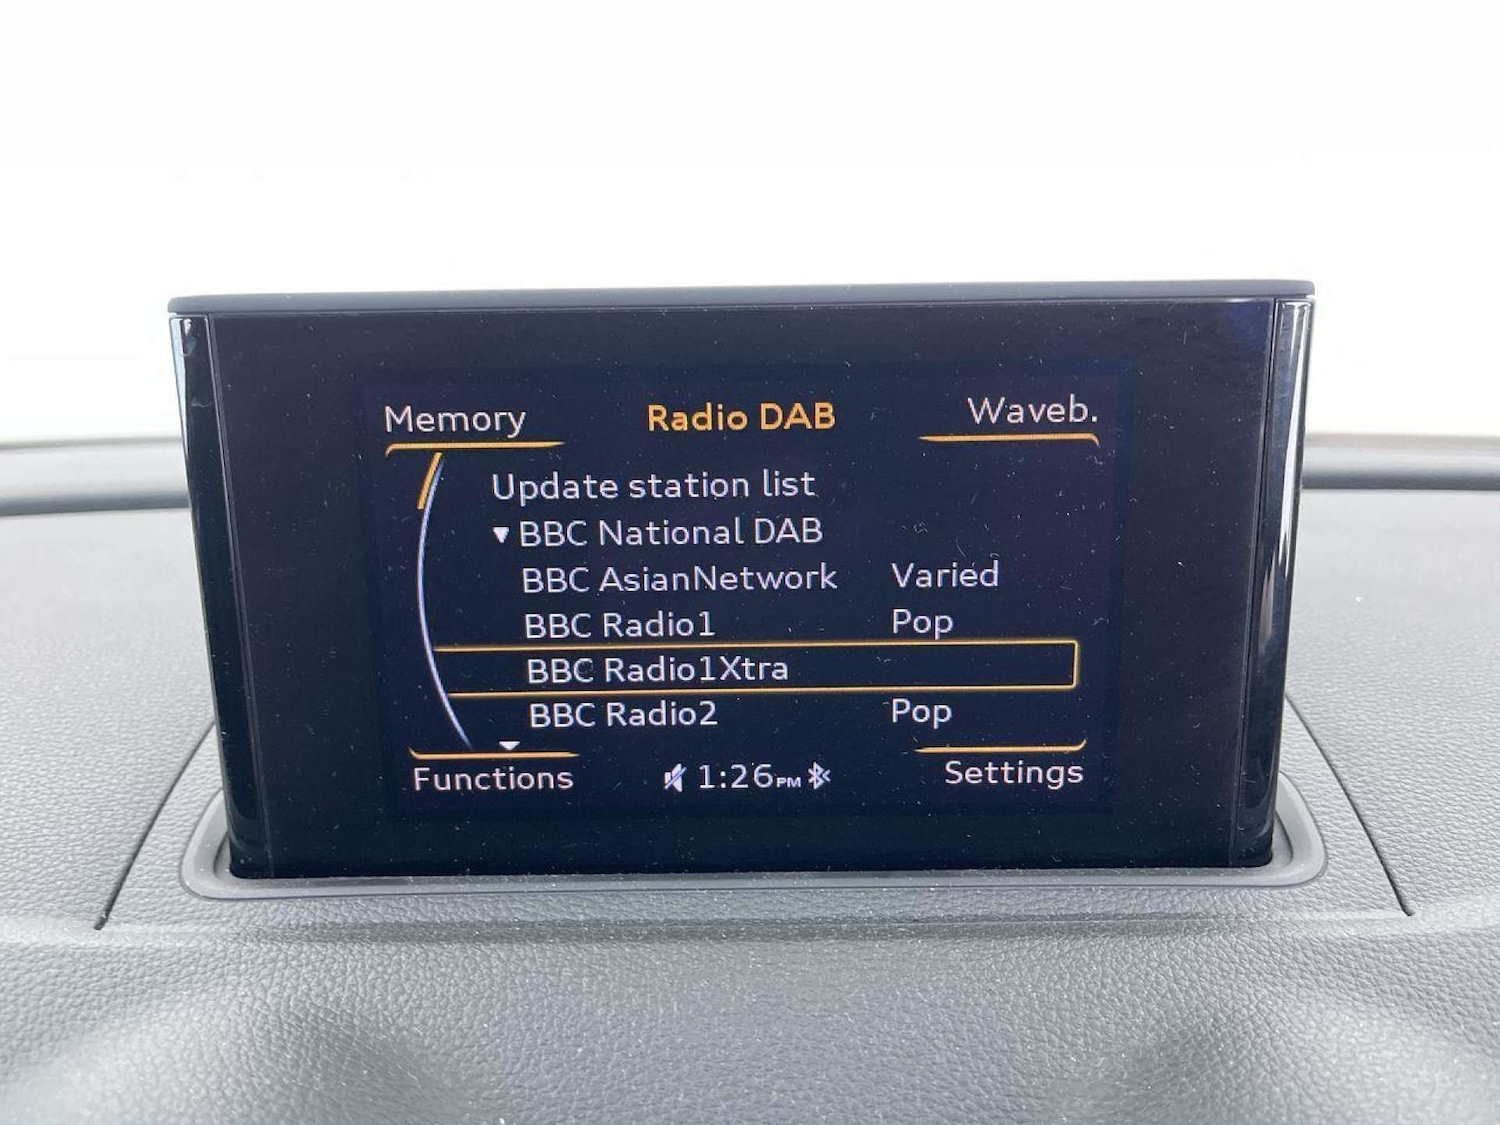 Memory Radio DAB Waveb.
Update station list
▼ BBC National DAB
BBC AsianNetwork Varied
BBC Radio1 Pop
BBC Radio1Xtra
BBC Radio2 Pop
Functions 1:26PM Settings